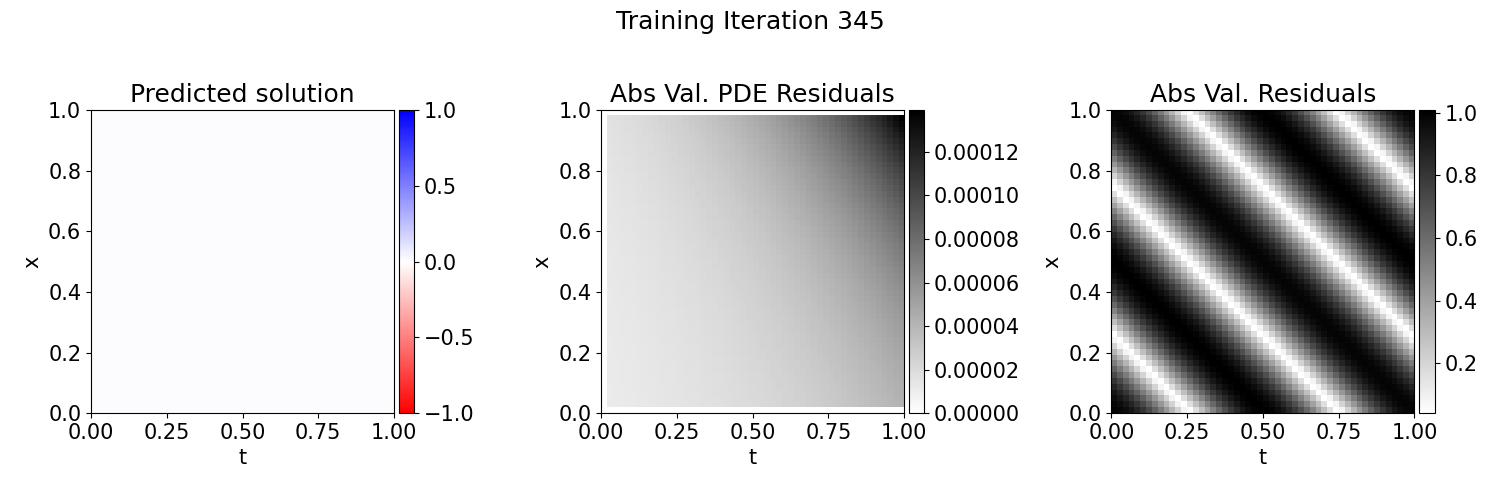 Training Iteration 345
Predicted solution
1.0
0.8
0.6
0.4
0.2
0.0
x
0.00 0.25 0.50 0.75 1.00
t
1.0
0.5
0.0
−0.5
−1.0
Abs Val. PDE Residuals
1.0
0.8
0.6
0.4
0.2
0.0
x
0.00 0.25 0.50 0.75 1.00
t
0.00012
0.00010
0.00008
0.00006
0.00004
0.00002
0.00000
Abs Val. Residuals
1.0
0.8
0.6
0.4
0.2
0.0
x
0.00 0.25 0.50 0.75 1.00
t
1.0
0.8
0.6
0.4
0.2